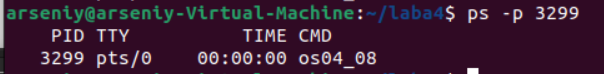 arseniy@arseniy-Virtual-Machine:~/laba4$ ps -p 3299
PID TTY TIME CMD
3299 pts/0 00:00:00 os04_08